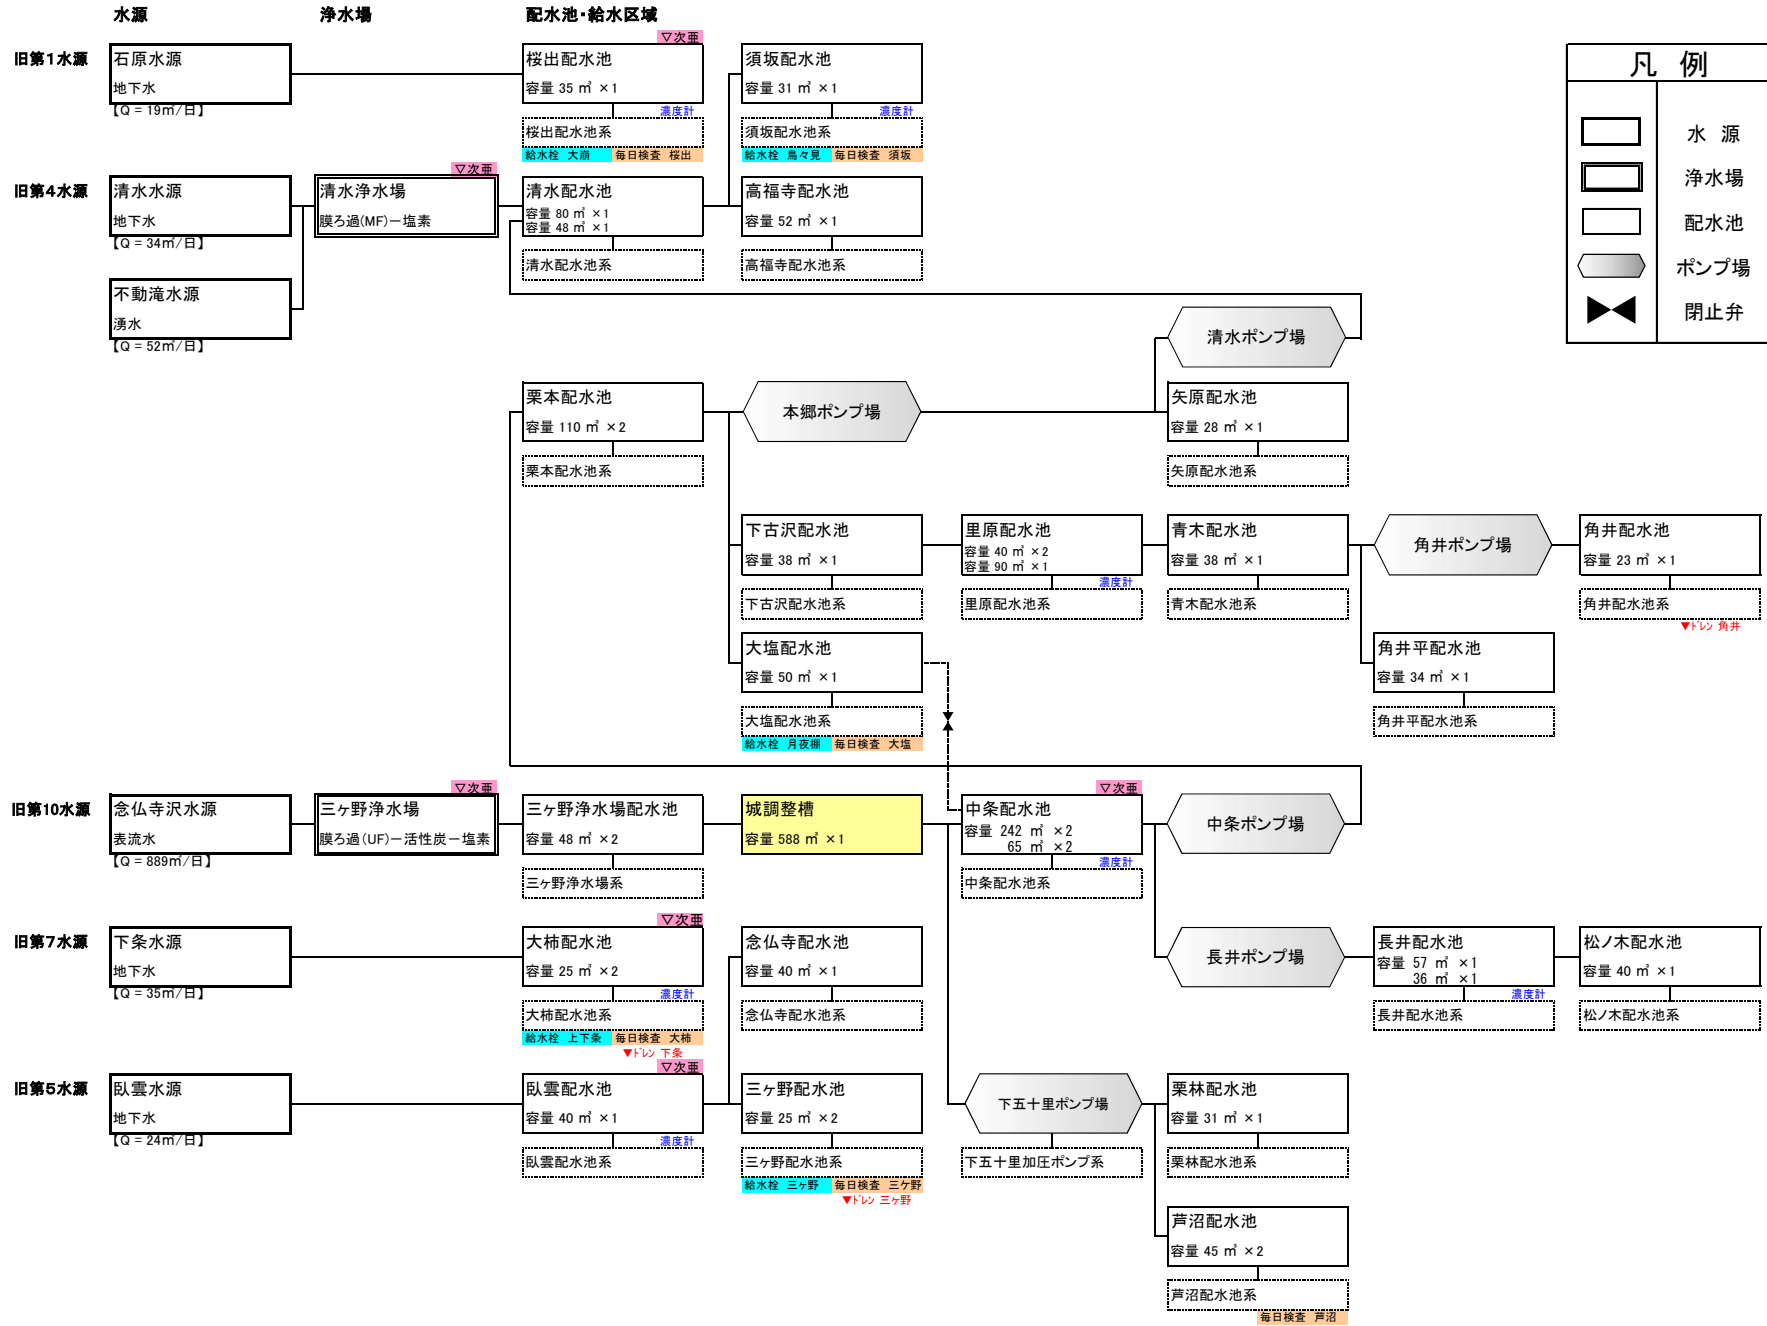 水源
浄水場
配水池・給水区域
旧第1水源
石原水源
地下水
【Q = 19㎥/日】
▽次亜
桜出配水池
容量 35 ㎥ ×1
濃度計
桜出配水池系
給水栓 大崩
毎日検査 桜出
須坂配水池
容量 31 ㎥ ×1
濃度計
須坂配水池系
給水栓 鳥々見
毎日検査 須坂
旧第4水源
清水水源
地下水
【Q = 34㎥/日】
▽次亜
清水浄水場
膜ろ過(MF)－塩素
清水配水池
容量 80 ㎥ ×1
容量 48 ㎥ ×1
清水配水池系
高福寺配水池
容量 52 ㎥ ×1
高福寺配水池系
不動滝水源
湧水
【Q = 52㎥/日】
清水ポンプ場
栗本配水池
容量 110 ㎥ ×2
栗本配水池系
本郷ポンプ場
矢原配水池
容量 28 ㎥ ×1
矢原配水池系
下古沢配水池
容量 38 ㎥ ×1
下古沢配水池系
里原配水池
容量 40 ㎥ ×2
容量 90 ㎥ ×1
濃度計
里原配水池系
青木配水池
容量 38 ㎥ ×1
青木配水池系
角井ポンプ場
角井配水池
容量 23 ㎥ ×1
角井配水池系
▼ドレン 角井
大塩配水池
容量 50 ㎥ ×1
大塩配水池系
給水栓 月夜棚
毎日検査 大塩
角井平配水池
容量 34 ㎥ ×1
角井平配水池系
旧第10水源
念仏寺沢水源
表流水
【Q = 889㎥/日】
▽次亜
三ヶ野浄水場
膜ろ過(UF)－活性炭－塩素
三ヶ野浄水場配水池
容量 48 ㎥ ×2
三ヶ野浄水場系
城調整槽
容量 588 ㎥ ×1
▽次亜
中条配水池
容量 242 ㎥ ×2
65 ㎥ ×2
濃度計
中条配水池系
中条ポンプ場
旧第7水源
下条水源
地下水
【Q = 35㎥/日】
▽次亜
大柿配水池
容量 25 ㎥ ×2
濃度計
大柿配水池系
給水栓 上下条
毎日検査 大柿
▼ドレン 下条
念仏寺配水池
容量 40 ㎥ ×1
念仏寺配水池系
長井ポンプ場
長井配水池
容量 57 ㎥ ×1
36 ㎥ ×1
濃度計
長井配水池系
松ノ木配水池
容量 40 ㎥ ×1
松ノ木配水池系
旧第5水源
臥雲水源
地下水
【Q = 24㎥/日】
▽次亜
臥雲配水池
容量 40 ㎥ ×1
濃度計
臥雲配水池系
三ヶ野配水池
容量 25 ㎥ ×2
三ヶ野配水池系
給水栓 三ヶ野
毎日検査 三ケ野
▼ドレン 三ヶ野
下五十里ポンプ場
下五十里加圧ポンプ系
栗林配水池
容量 31 ㎥ ×1
栗林配水池系
芦沼配水池
容量 45 ㎥ ×2
芦沼配水池系
毎日検査 芦沼
凡 例
水 源
浄水場
配水池
ポンプ場
閉止弁